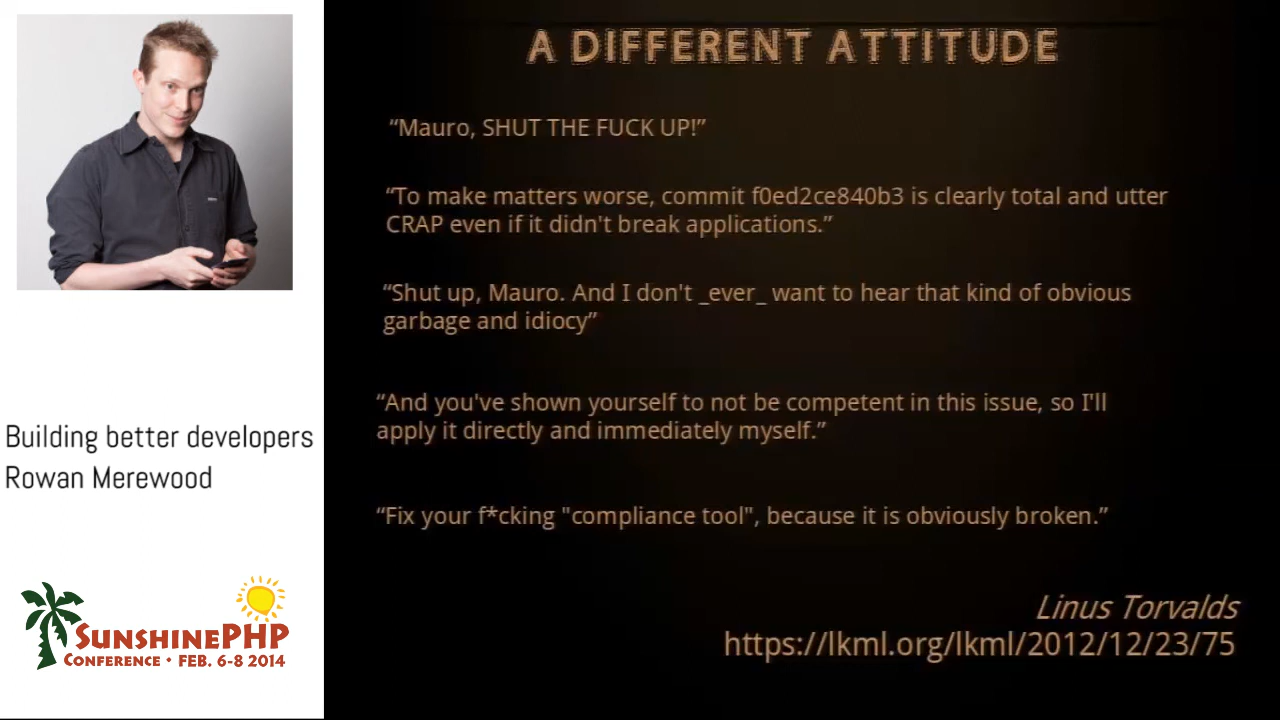 A DIFFERENT ATTITUDE
“Mauro, SHUT THE FUCK UP!”
“To make matters worse, commit f0ed2ce840b3 is clearly total and utter
CRAP even if it didn't break applications.”
“Shut up, Mauro. And I don't _ever_ want to hear that kind of obvious
garbage and idiocy”
“And you've shown yourself to not be competent in this issue, so I'll
apply it directly and immediately myself.”
“Fix your f*cking "compliance tool", because it is obviously broken.”
Linus Torvalds
https://lkml.org/lkml/2012/12/23/75
Building better developers
Rowan Merewood
SUNSHINEPHP
CONFERENCE • FEB. 6-8 2014